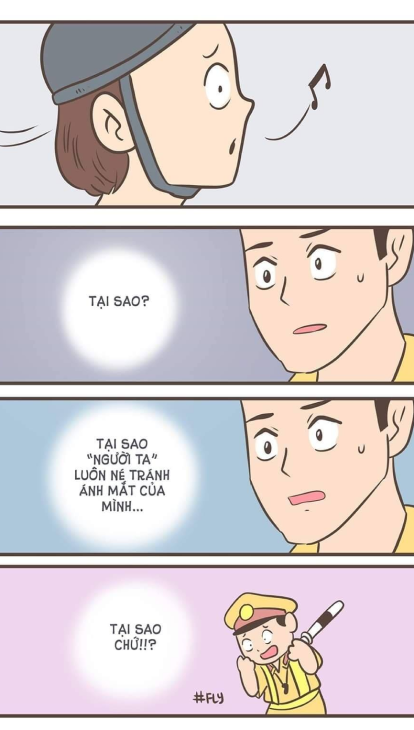 TẠI SAO?
TẠI SAO
"NGƯỜI TA"
LUÔN NÉ TRÁNH
ÁNH MẮT CỦA
MÌNH...
TẠI SAO
CHỨ!!?
#FLY